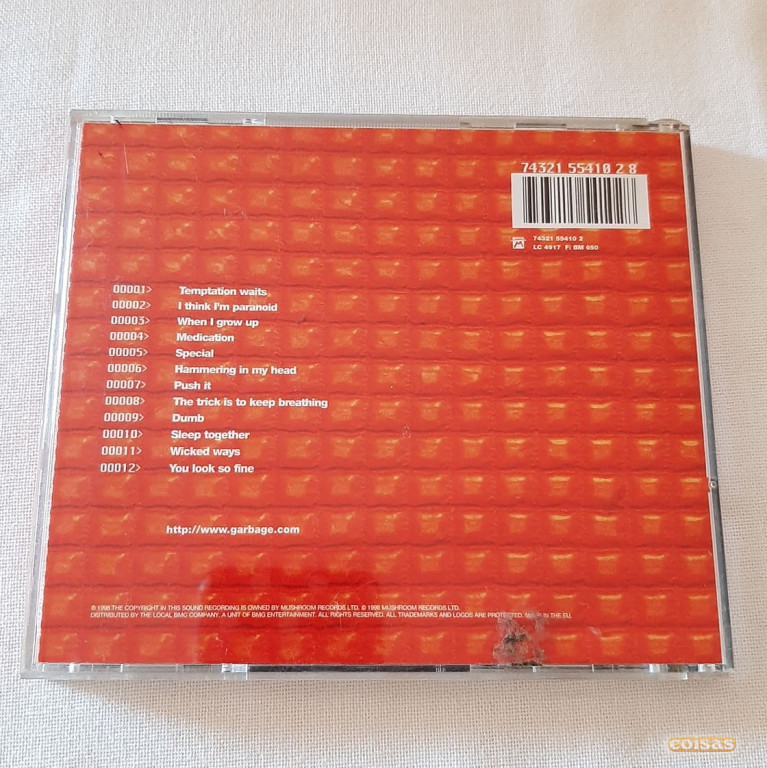 74321 55410 2 8
74321 55410 2
LC 4917 F: BM 650
00001> Temptation waits
00002> I think I'm paranoid
00003> When I grow up
00004> Medication
00005> Special
00006> Hammering in my head
00007> Push it
00008> The trick is to keep breathing
00009> Dumb
00010> Sleep together
00011> Wicked ways
00012> You look so fine
http://www.garbage.com
℗ 1998 THE COPYRIGHT IN THIS SOUND RECORDING IS OWNED BY MUSHROOM RECORDS LTD. © 1998 MUSHROOM RECORDS LTD.
DISTRIBUTED BY THE LOCAL BMG COMPANY. A UNIT OF BMG ENTERTAINMENT. ALL RIGHTS RESERVED. ALL TRADEMARKS AND LOGOS ARE PROTECTED. MADE IN THE EU.
coisas